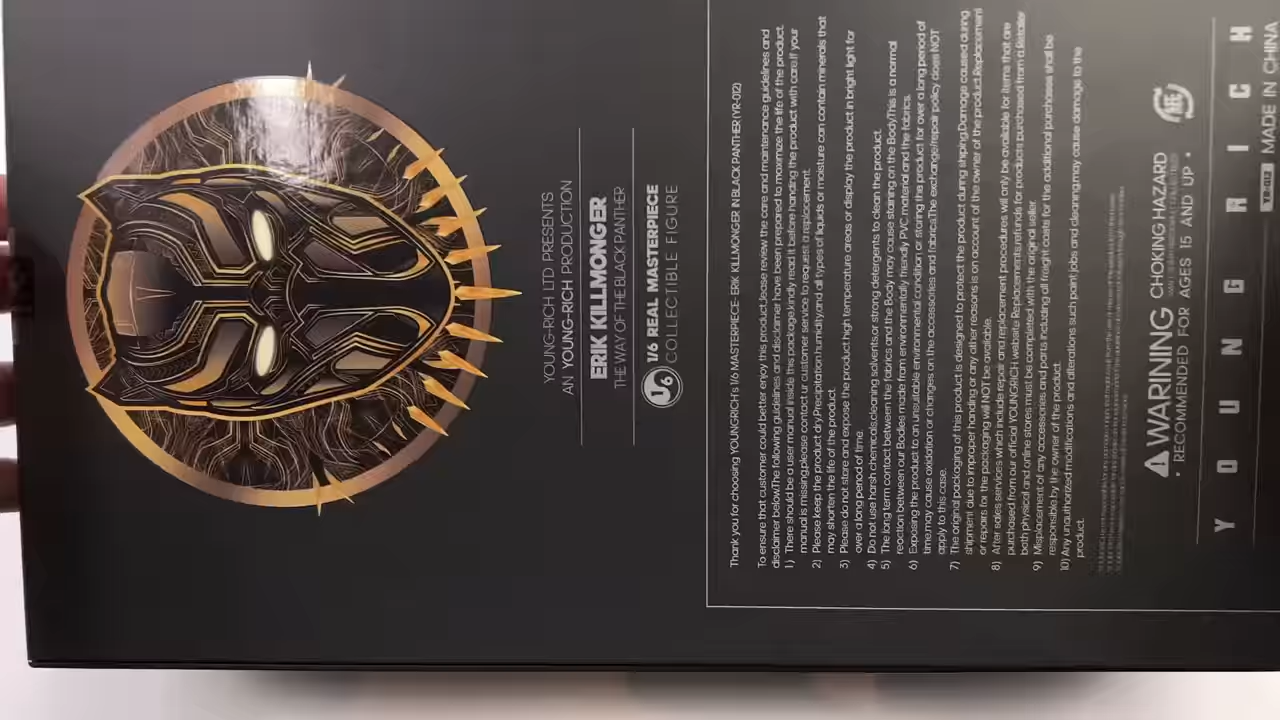 YOUNG-RICH LTD PRESENTS
AN YOUNG-RICH PRODUCTION
ERIK KILLMONGER
THE WAY OF THE BLACK PANTHER
1/6 REAL MASTERPIECE
COLLECTIBLE FIGURE
1/6
Thank you for choosing YOUNGRICH's 1/6 MASTERPIECE- ERIK KILLMONGER IN BLACK PANTHER (YR-012)
To ensure that customer could better enjoy this product,lease review the care and maintenance guidelines and
disclaimer below.The following guidelines and disclaimer have been prepared to maximize the life of the product.
1) There should be a user manual inside this package,kindly read it before handing the product with care.If your
manual is missing,please contact ur customer service to request a replacement.
2) Please keep the product dry.Precipitation,humidity,and all types of liquids or moisture can contain minerals that
may shorten the life of the product.
3) Please do not store and expose the product high temperature areas or display the product in bright light for
over a long period of time.
4) Do not use harsh chemicals,cleaning solvents,or strong detergents to clean the product.
5) The long term contact between the fabrics and the Body may cause staining on the Body.This is a normal
reaction between our Bodies made from environmentally friendly PVC material and the fabrics.
6) Exposing the product to an unsuitable environmental condition or storing the product for over a long period of
time,may cause oxidation or changes on the accessories and fabrics.The exchange/repair policy does NOT
apply to this case.
7) The original packaging of this product is designed to protect the product during shiping.Damage caused during
shipment due to improper handing or any other reasons is on account of the owner of the product.Replacement
or repairs for the packaging will NOT be available.
8) After sales services which include repair and replacement procedures will only be available for items that are
purchased from our official YOUNGRICH website Replacements,refunds for products purchased from a Retailer
both physical and online stores must be completed with the original seller.
9) Misplacement of any accessories and parts including all freight costs for the additional purchases shall be
responsible by the owner of the product.
10) Any unauthorized modifications and alterations such paint jobs and cleaning,may cause damage to the
product.
WARINING CHOKING HAZARD
• RECOMMENDED FOR AGES 15 AND UP •
YOUNGRICH
YR-012 MADE IN CHINA